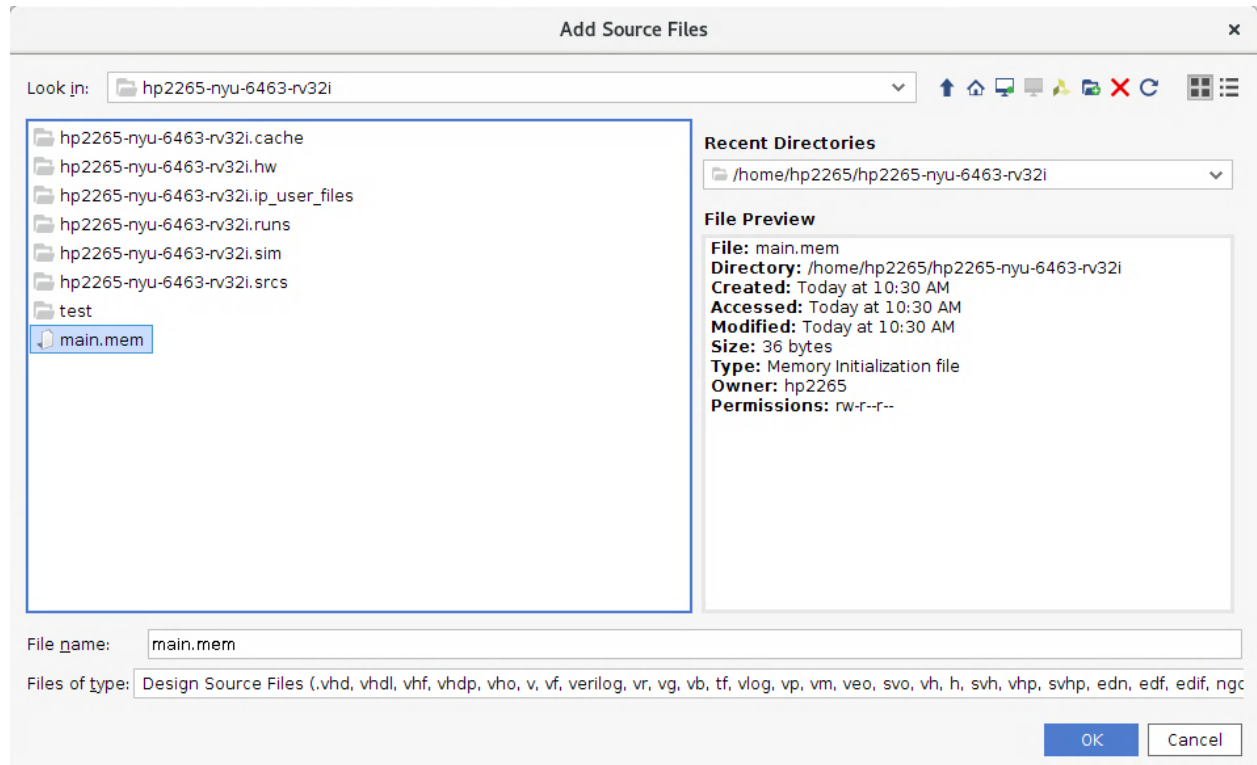 Add Source Files
Look in: hp2265-nyu-6463-rv32i
hp2265-nyu-6463-rv32i.cache
hp2265-nyu-6463-rv32i.hw
hp2265-nyu-6463-rv32i.ip_user_files
hp2265-nyu-6463-rv32i.runs
hp2265-nyu-6463-rv32i.sim
hp2265-nyu-6463-rv32i.srcs
test
main.mem
Recent Directories
/home/hp2265/hp2265-nyu-6463-rv32i
File Preview
File: main.mem
Directory: /home/hp2265/hp2265-nyu-6463-rv32i
Created: Today at 10:30 AM
Accessed: Today at 10:30 AM
Modified: Today at 10:30 AM
Size: 36 bytes
Type: Memory Initialization file
Owner: hp2265
Permissions: rw-r--r--
File name: main.mem
Files of type: Design Source Files (.vhd, vhdl, vhf, vhdp, vho, v, vf, verilog, vr, vg, vb, tf, vlog, vp, vm, veo, svo, vh, h, svh, vhp, svhp, edn, edf, edif, ngc
OK Cancel